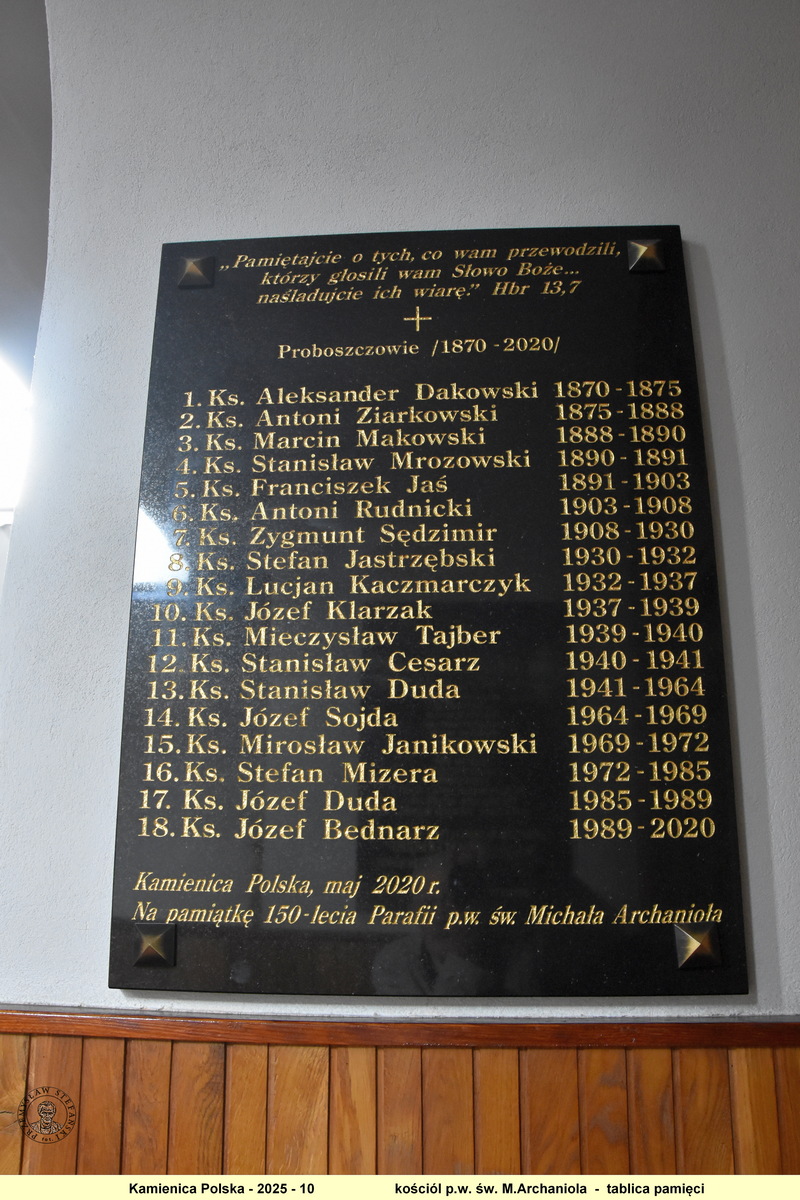 „Pamiętajcie o tych, co wam przewodzili,
którzy głosili wam Słowo Boże...
naśladujcie ich wiarę.” Hbr 13,7
Proboszczowie /1870 - 2020/
1. Ks. Aleksander Dakowski 1870 - 1875
2. Ks. Antoni Ziarkowski 1875 - 1888
3. Ks. Marcin Makowski 1888 - 1890
4. Ks. Stanisław Mrozowski 1890 - 1891
5. Ks. Franciszek Jaś 1891 - 1903
6. Ks. Antoni Rudnicki 1903 - 1908
7. Ks. Zygmunt Sędzimir 1908 - 1930
8. Ks. Stefan Jastrzębski 1930 - 1932
9. Ks. Lucjan Kaczmarczyk 1932 - 1937
10. Ks. Józef Klarzak 1937 - 1939
11. Ks. Mieczysław Tajber 1939 - 1940
12. Ks. Stanisław Cesarz 1940 - 1941
13. Ks. Stanisław Duda 1941 - 1964
14. Ks. Józef Sojda 1964 - 1969
15. Ks. Mirosław Janikowski 1969 - 1972
16. Ks. Stefan Mizera 1972 - 1985
17. Ks. Józef Duda 1985 - 1989
18. Ks. Józef Bednarz 1989 - 2020
Kamienica Polska, maj 2020 r.
Na pamiątkę 150-lecia Parafii p.w. św. Michała Archanioła
PRZEMYSŁAW STEFAŃSKI
Kamienica Polska - 2025 - 10 kościól p.w. św. M.Archaniola - tablica pamięci